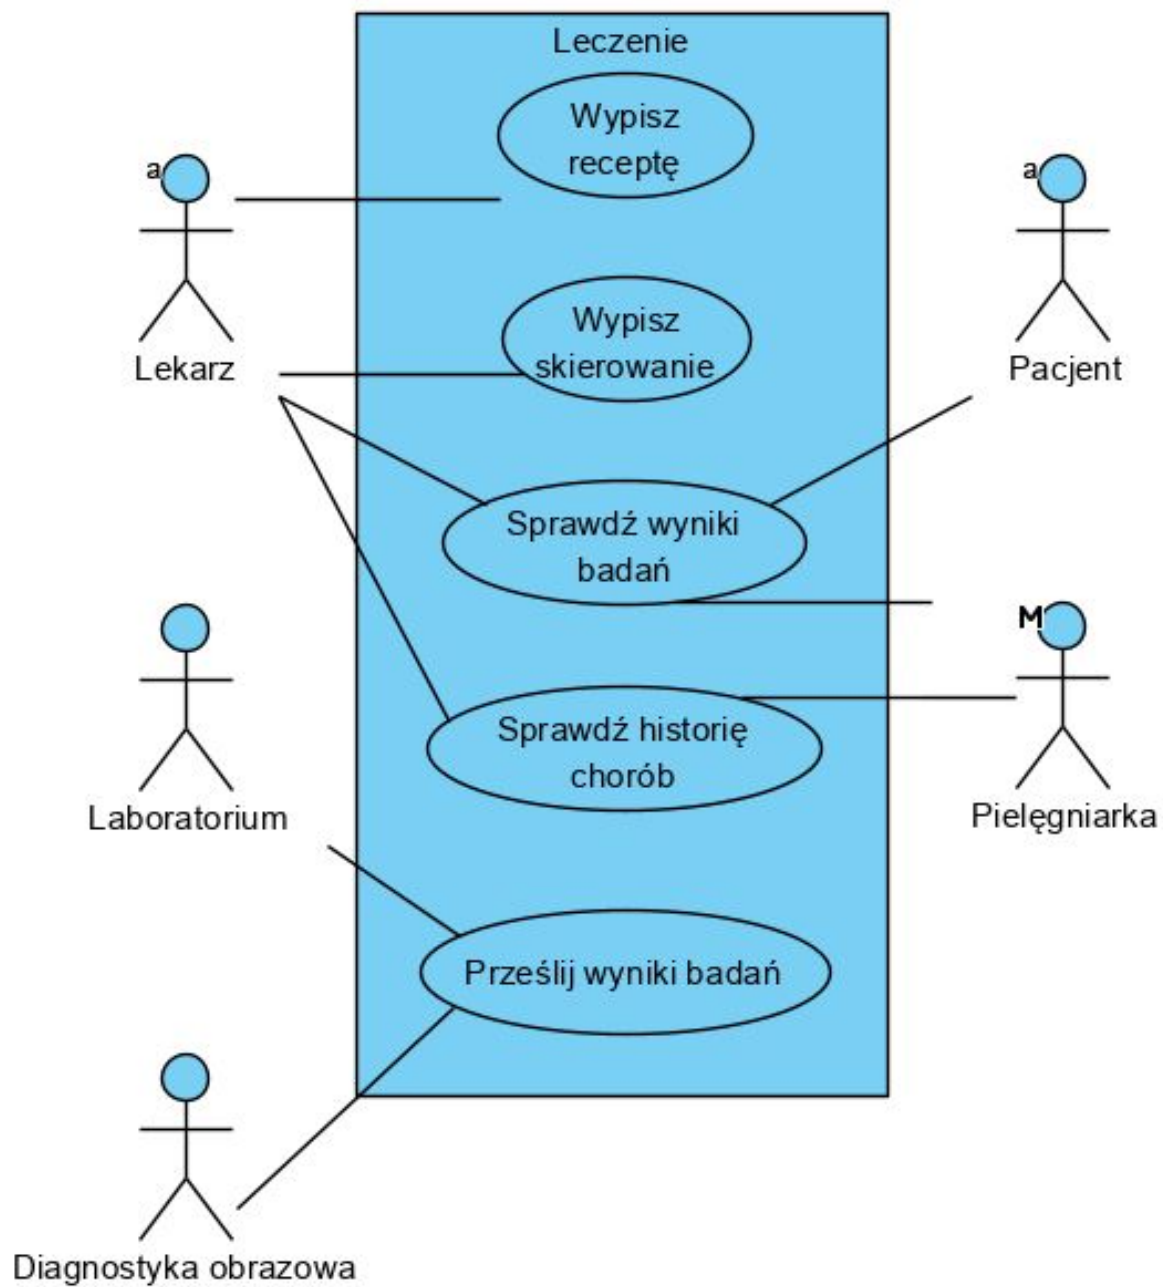 Leczenie
Wypisz
receptę
a
Lekarz
a
Pacjent
Wypisz
skierowanie
Sprawdź wyniki
badań
M
Laboratorium
Pielęgniarka
Sprawdź historię
chorób
Prześlij wyniki badań
Diagnostyka obrazowa